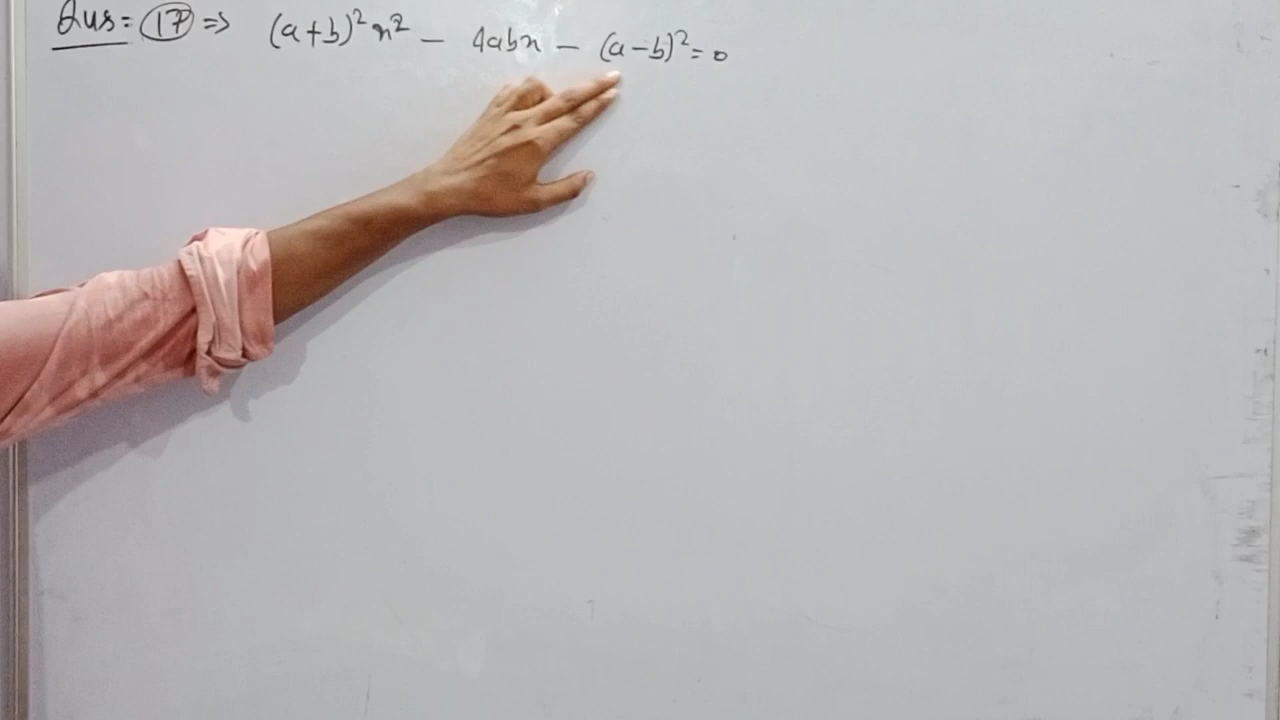 Qus = 17 ⇒ (a+b)²x² − 4abx − (a−b)² = 0